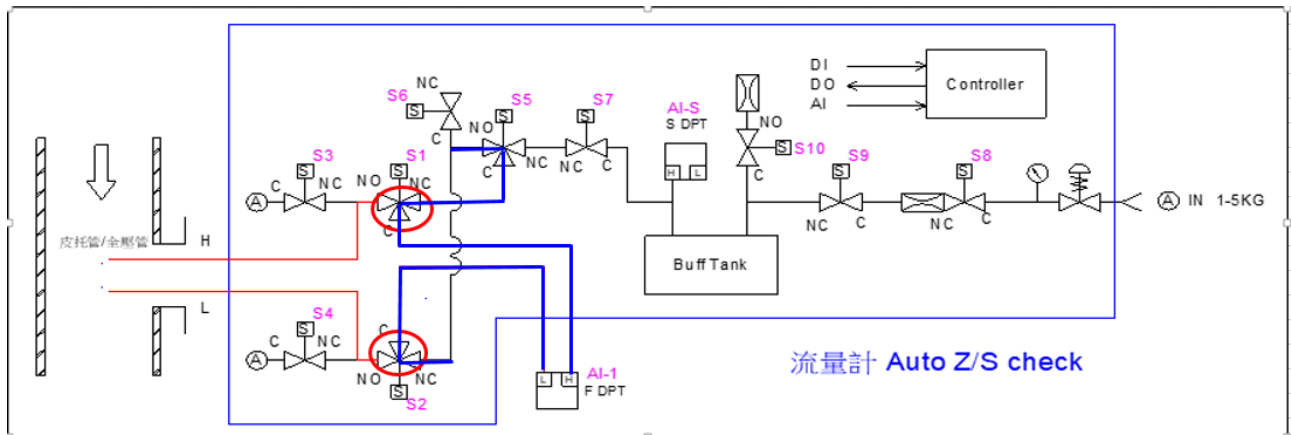 DI
DO
AI
Controller
NC
S6
S
C
S5
S
NO
NC
C
S7
S
NC
C
AI-S
S DPT
H
L
NO
S
S10
C
S9
S
NC
C
S8
S
NC
C
A IN 1-5KG
S3
S
C
NC
A
S1
S
NO
NC
C
皮托管/全壓管
H
L
Buff Tank
S4
S
C
NC
A
C
NO
NC
S
S2
L
H
AI-1
F DPT
流量計 Auto Z/S check